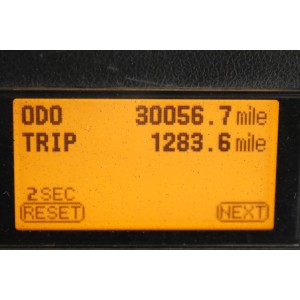 ODO 30056.7 mile
TRIP 1283.6 mile
2 SEC
RESET NEXT